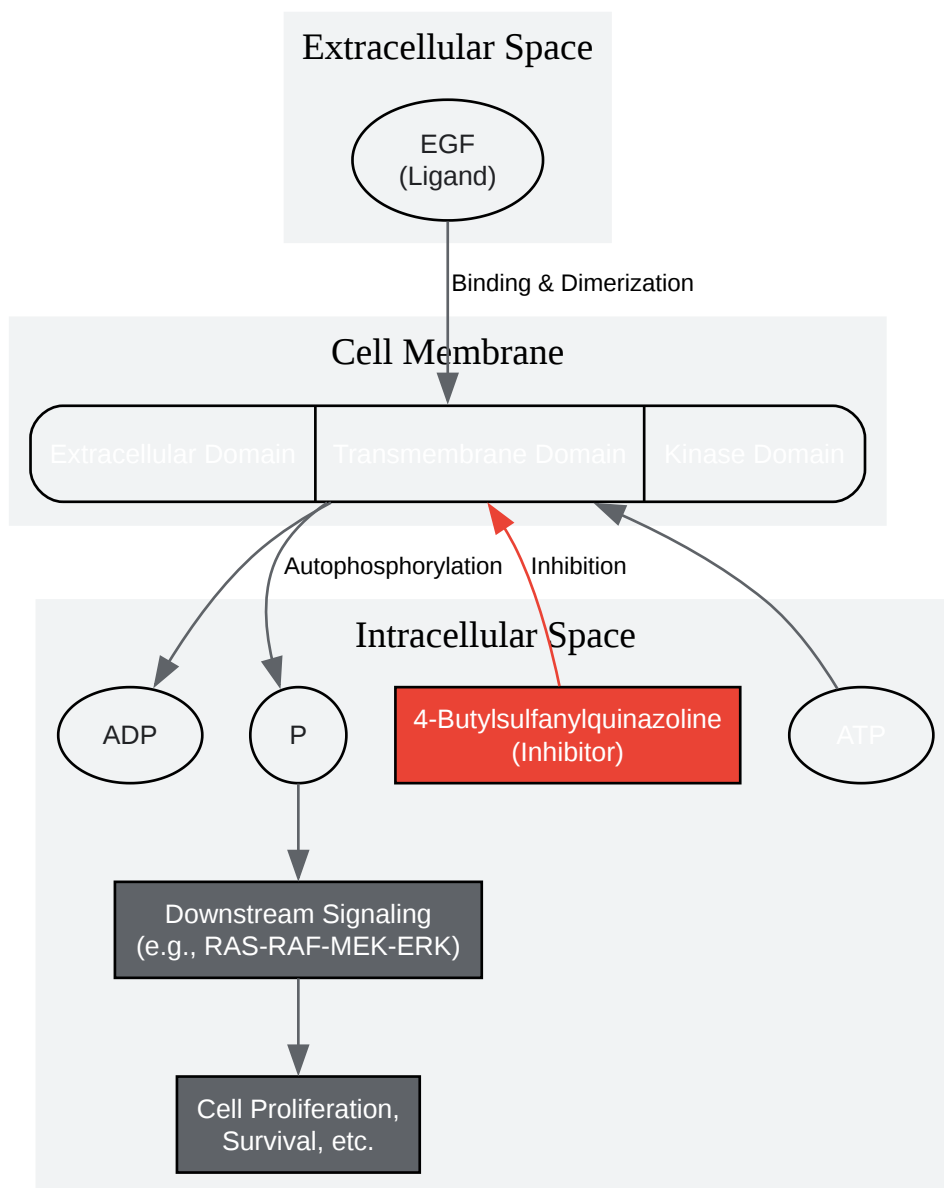 Extracellular Space
EGF
(Ligand)
Binding & Dimerization
Cell Membrane
Extracellular Domain
Transmembrane Domain
Kinase Domain
Autophosphorylation
Inhibition
Intracellular Space
ADP
P
4-Butylsulfanylquinazoline
(Inhibitor)
ATP
Downstream Signaling
(e.g., RAS-RAF-MEK-ERK)
Cell Proliferation,
Survival, etc.